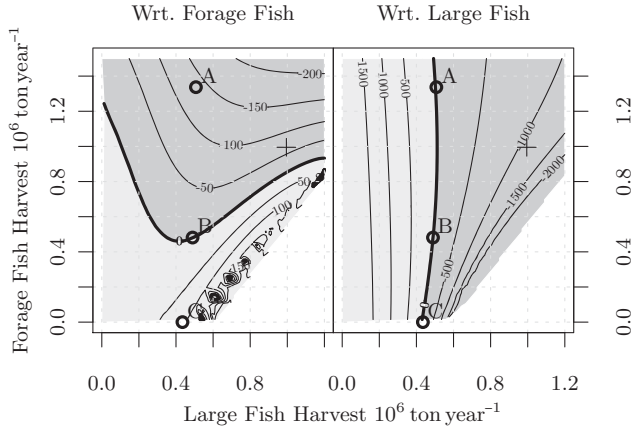 Wrt. Forage Fish
Wrt. Large Fish
Forage Fish Harvest 10⁶ ton year⁻¹
0.0 0.4 0.8 1.2
-200
-150
100
-50
0
50
100
A
B
C
0.0 0.4 0.8
-1500
1000
-500
0
-500
-1000
-1500
-2000
A
B
C
0.0 0.4 0.8 1.2
0.0 0.4 0.8 1.2
Large Fish Harvest 10⁶ ton year⁻¹